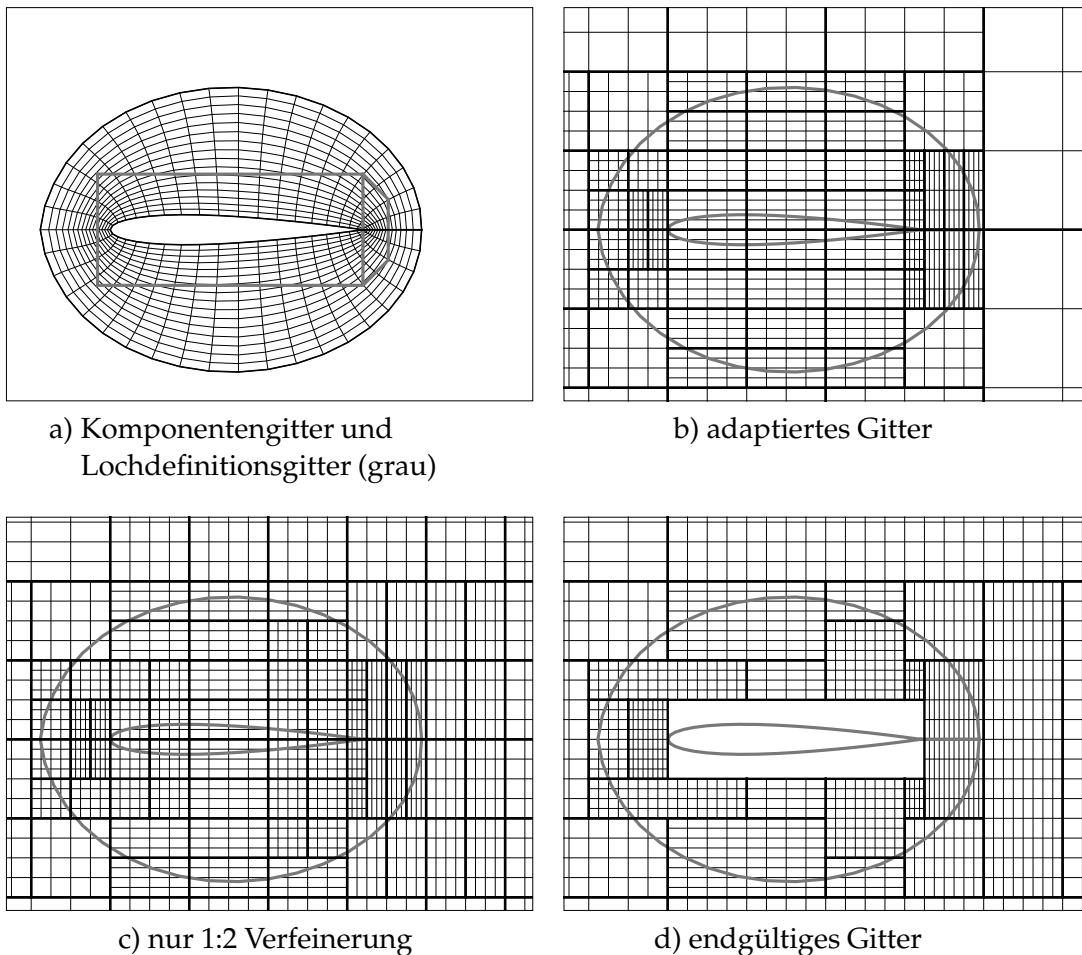 a) Komponentengitter und
Lochdefinitionsgitter (grau)
b) adaptiertes Gitter
c) nur 1:2 Verfeinerung
d) endgültiges Gitter